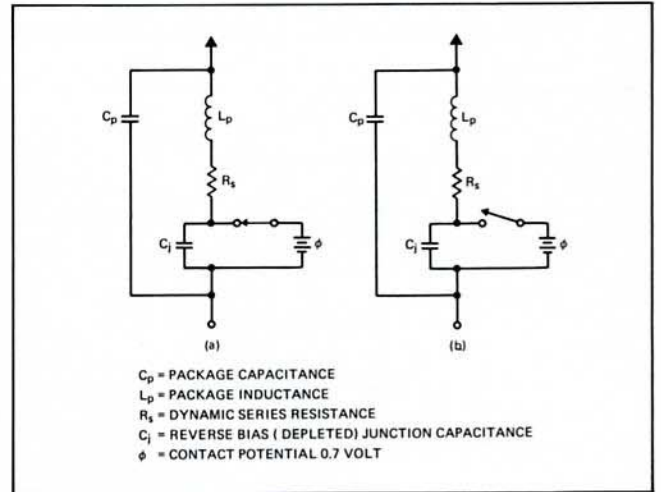 Cp
Lp
Rs
Cj
ϕ
(a)
Cp
Lp
Rs
Cj
ϕ
(b)
Cp = PACKAGE CAPACITANCE
Lp = PACKAGE INDUCTANCE
Rs = DYNAMIC SERIES RESISTANCE
Cj = REVERSE BIAS ( DEPLETED) JUNCTION CAPACITANCE
ϕ = CONTACT POTENTIAL 0.7 VOLT